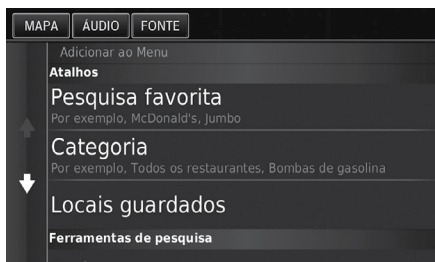 MAPA ÁUDIO FONTE
Adicionar ao Menu
Atalhos
Pesquisa favorita
Por exemplo, McDonald's, Jumbo
Categoria
Por exemplo, Todos os restaurantes, Bombas de gasolina
Locais guardados
Ferramentas de pesquisa